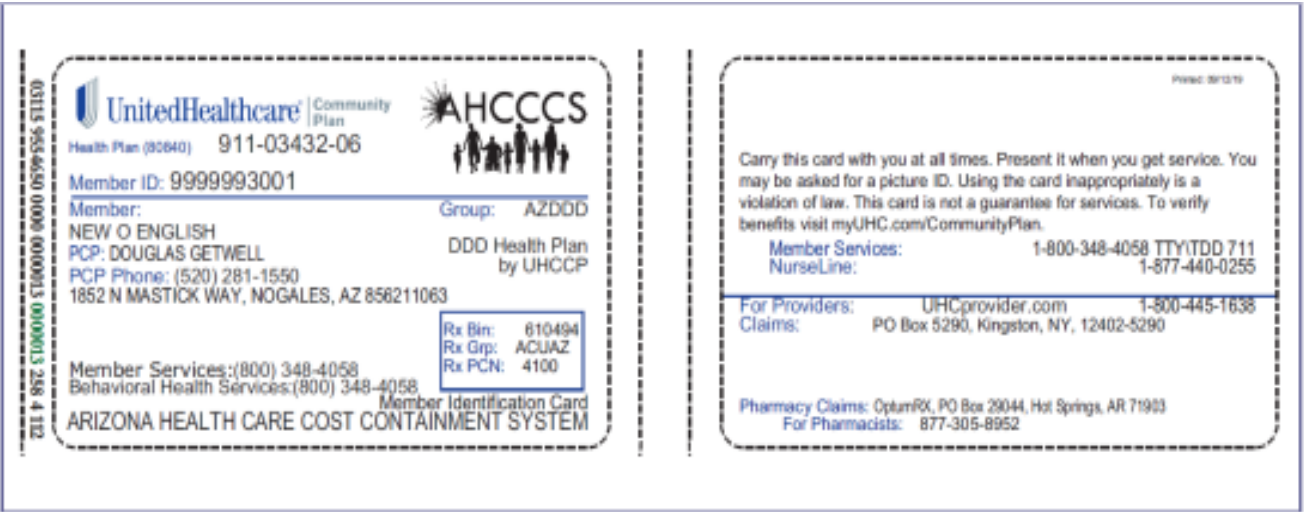 03115 9554650 0000 0000013 0000013 258 4 112
UnitedHealthcare® | Community Plan
AHCCCS
Health Plan (80840) 911-03432-06
Member ID: 9999993001
Member: Group: AZDDD
NEW O ENGLISH
PCP: DOUGLAS GETWELL DDD Health Plan
PCP Phone: (520) 281-1550 by UHCCP
1852 N MASTICK WAY, NOGALES, AZ 856211063
Rx Bin: 610494
Rx Grp: ACUAZ
Rx PCN: 4100
Member Services:(800) 348-4058
Behavioral Health Services:(800) 348-4058
Member Identification Card
ARIZONA HEALTH CARE COST CONTAINMENT SYSTEM
Printed: 09/12/19
Carry this card with you at all times. Present it when you get service. You
may be asked for a picture ID. Using the card inappropriately is a
violation of law. This card is not a guarantee for services. To verify
benefits visit myUHC.com/CommunityPlan.
Member Services: 1-800-348-4058 TTY\TDD 711
NurseLine: 1-877-440-0255
For Providers: UHCprovider.com 1-800-445-1638
Claims: PO Box 5290, Kingston, NY, 12402-5290
Pharmacy Claims: OptumRX, PO Box 29044, Hot Springs, AR 71903
For Pharmacists: 877-305-8952